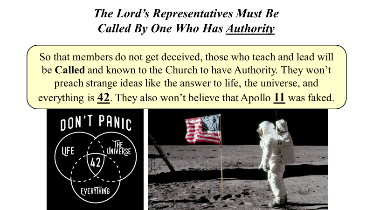 The Lord's Representatives Must Be
Called By One Who Has Authority
So that members do not get deceived, those who teach and lead will
be Called and known to the Church to have Authority. They won't
preach strange ideas like the answer to life, the universe, and
everything is 42. They also won't believe that Apollo 11 was faked.
DON'T PANIC
LIFE
THE
UNIVERSE
42
EVERYTHING